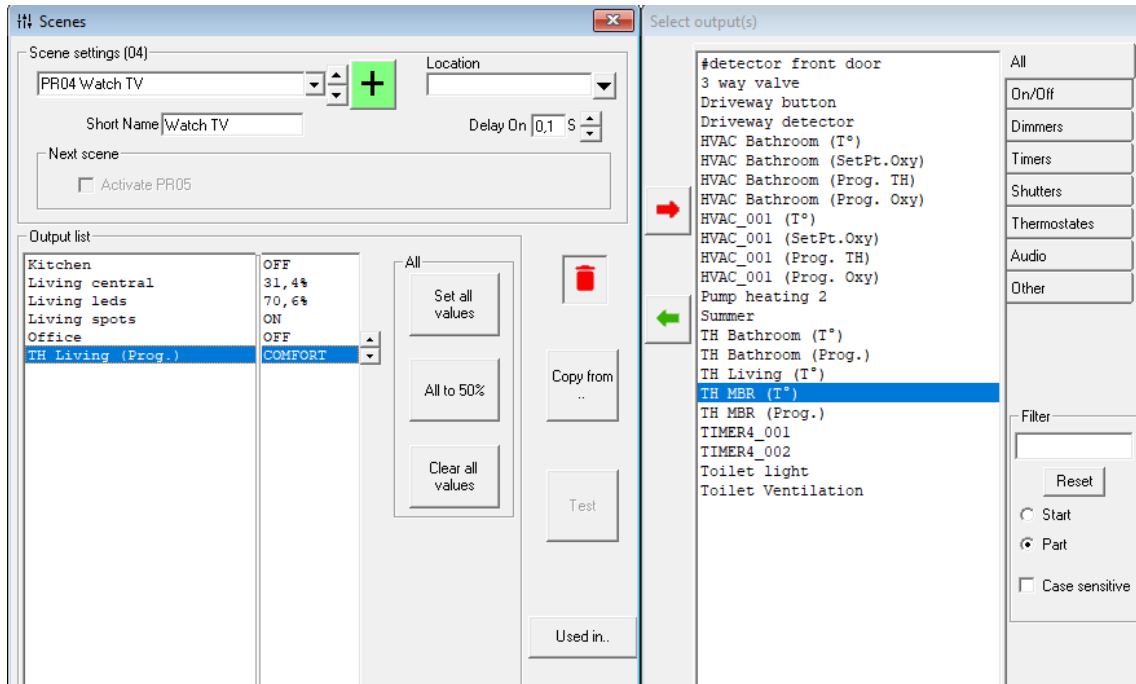 Scenes
Scene settings (04)
PR04 Watch TV
Location
Short Name Watch TV
Delay On 0,1 S
Next scene
Activate PR05
Output list
Kitchen OFF
Living central 31,4%
Living leds 70,6%
Living spots ON
Office OFF
TH Living (Prog.) COMFORT
All
Set all
values
All to 50%
Clear all
values
Copy from
..
Test
Used in..
Select output(s)
#detector front door
3 way valve
Driveway button
Driveway detector
HVAC Bathroom (T°)
HVAC Bathroom (SetPt.Oxy)
HVAC Bathroom (Prog. TH)
HVAC Bathroom (Prog. Oxy)
HVAC_001 (T°)
HVAC_001 (SetPt.Oxy)
HVAC_001 (Prog. TH)
HVAC_001 (Prog. Oxy)
Pump heating 2
Summer
TH Bathroom (T°)
TH Bathroom (Prog.)
TH Living (T°)
TH MBR (T°)
TH MBR (Prog.)
TIMER4_001
TIMER4_002
Toilet light
Toilet Ventilation
All
On/Off
Dimmers
Timers
Shutters
Thermostates
Audio
Other
Filter
Reset
Start
Part
Case sensitive